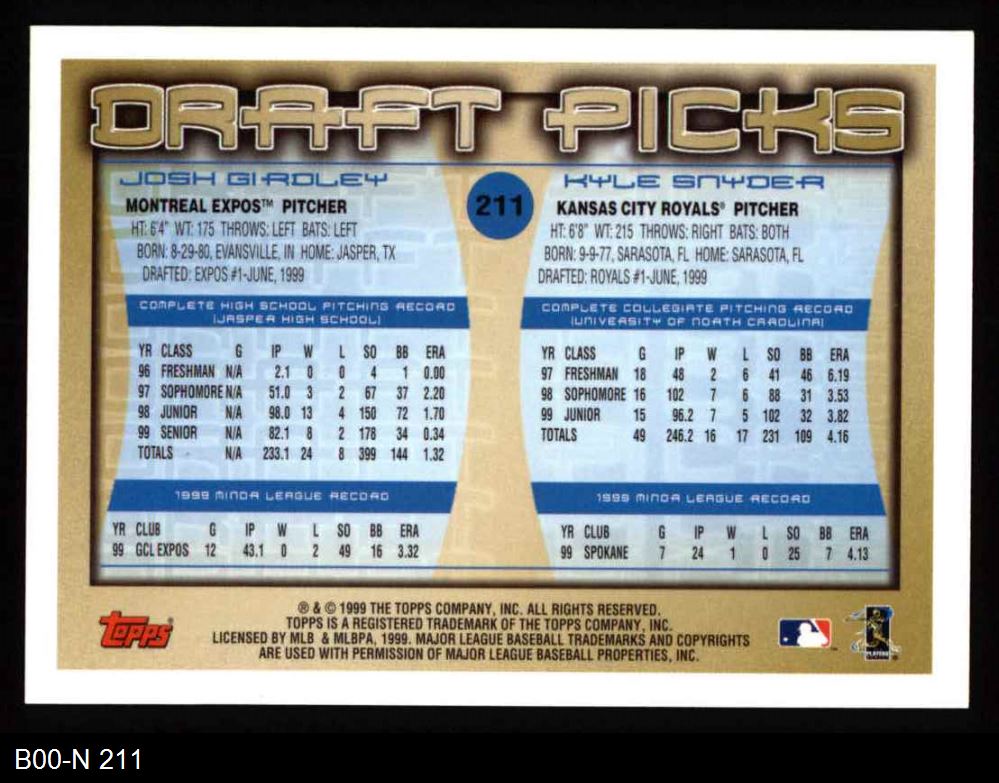 DRAFT PICKS
211
JOSH GIRDLEY
MONTREAL EXPOS™ PITCHER
HT: 6'4" WT: 175 THROWS: LEFT BATS: LEFT
BORN: 8-29-80, EVANSVILLE, IN HOME: JASPER, TX
DRAFTED: EXPOS #1-JUNE, 1999
COMPLETE HIGH SCHOOL PITCHING RECORD
(JASPER HIGH SCHOOL)
YR CLASS G IP W L SO BB ERA
96 FRESHMAN N/A 2.1 0 0 4 1 0.00
97 SOPHOMORE N/A 51.0 3 2 67 37 2.20
98 JUNIOR N/A 98.0 13 4 150 72 1.70
99 SENIOR N/A 82.1 8 2 178 34 0.34
TOTALS N/A 233.1 24 8 399 144 1.32
1999 MINOR LEAGUE RECORD
YR CLUB G IP W L SO BB ERA
99 GCL EXPOS 12 43.1 0 2 49 16 3.32
KYLE SNYDER
KANSAS CITY ROYALS® PITCHER
HT: 6'8" WT: 215 THROWS: RIGHT BATS: BOTH
BORN: 9-9-77, SARASOTA, FL HOME: SARASOTA, FL
DRAFTED: ROYALS #1-JUNE, 1999
COMPLETE COLLEGIATE PITCHING RECORD
(UNIVERSITY OF NORTH CAROLINA)
YR CLASS G IP W L SO BB ERA
97 FRESHMAN 18 48 2 6 41 46 6.19
98 SOPHOMORE 16 102 7 6 88 31 3.53
99 JUNIOR 15 96.2 7 5 102 32 3.82
TOTALS 49 246.2 16 17 231 109 4.16
1999 MINOR LEAGUE RECORD
YR CLUB G IP W L SO BB ERA
99 SPOKANE 7 24 1 0 25 7 4.13
Topps
® & © 1999 THE TOPPS COMPANY, INC. ALL RIGHTS RESERVED.
TOPPS IS A REGISTERED TRADEMARK OF THE TOPPS COMPANY, INC.
LICENSED BY MLB & MLBPA, 1999. MAJOR LEAGUE BASEBALL TRADEMARKS AND COPYRIGHTS
ARE USED WITH PERMISSION OF MAJOR LEAGUE BASEBALL PROPERTIES, INC.
B00-N 211